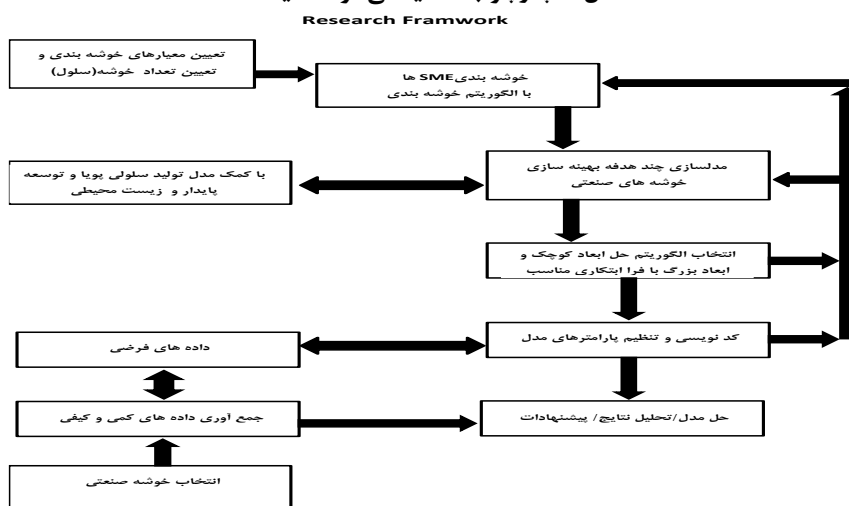 Research Framwork
تعیین معیارهای خوشه بندی و
تعیین تعداد خوشه(سلول)
خوشه بندیSME ها
با الگوریتم خوشه بندی
مدلسازی چند هدفه بهینه سازی
خوشه های صنعتی
با کمک مدل تولید سلولی پویا و توسعه
پایدار و زیست محیطی
انتخاب الگوریتم حل ابعاد کوچک و
ابعاد بزرگ با فرا ابتکاری مناسب
کد نویسی و تنظیم پارامترهای مدل
داده های فرضی
جمع آوری داده های کمی و کیفی
حل مدل/تحلیل نتایج/ پیشنهادات
انتخاب خوشه صنعتی